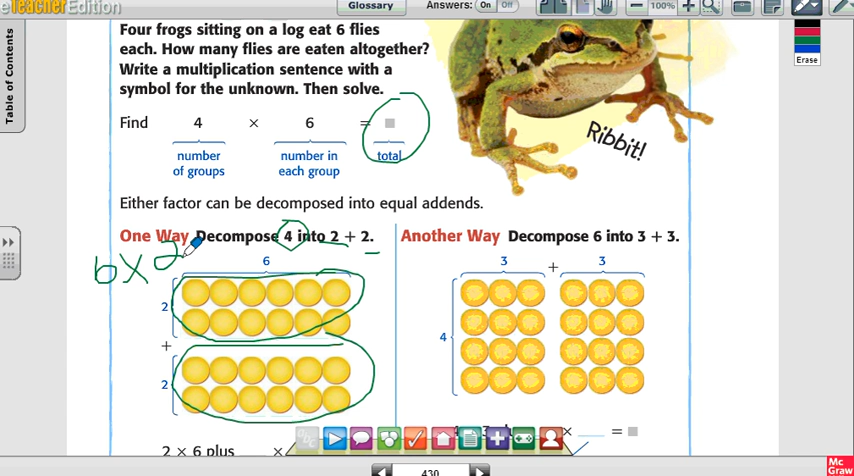 eTeacherEdition
Glossary Answers: On Off 100%
Table of Contents
Erase
Four frogs sitting on a log eat 6 flies
each. How many flies are eaten altogether?
Write a multiplication sentence with a
symbol for the unknown. Then solve.
Ribbit!
Find 4 × 6 =
number of groups
number in each group
total
Either factor can be decomposed into equal addends.
One Way Decompose 4 into 2 + 2.
6 x 2
6
2
+
2
2 × 6 plus ×
Another Way Decompose 6 into 3 + 3.
3 + 3
4
× =
430
Mc
Graw